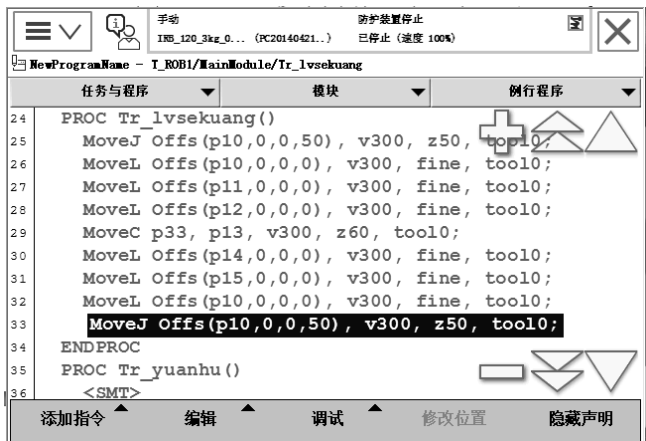 手动 防护装置停止
IRB_120_3kg_0... (PC20140421..) 已停止 (速度 100%)
NewProgramName - T_ROB1/MainModule/Tr_lvsekuang
任务与程序 模块 例行程序
24 PROC Tr_lvsekuang()
25 MoveJ Offs(p10,0,0,50), v300, z50, tool0;
26 MoveL Offs(p10,0,0,0), v300, fine, tool0;
27 MoveL Offs(p11,0,0,0), v300, fine, tool0;
28 MoveL Offs(p12,0,0,0), v300, fine, tool0;
29 MoveC p33, p13, v300, z60, tool0;
30 MoveL Offs(p14,0,0,0), v300, fine, tool0;
31 MoveL Offs(p15,0,0,0), v300, fine, tool0;
32 MoveL Offs(p10,0,0,0), v300, fine, tool0;
33 MoveJ Offs(p10,0,0,50), v300, z50, tool0;
34 ENDPROC
35 PROC Tr_yuanhu()
36 <SMT>
添加指令 编辑 调试 修改位置 隐藏声明